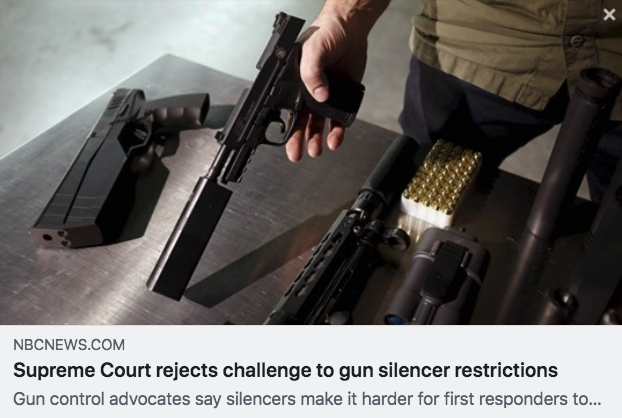 NBCNEWS.COM
Supreme Court rejects challenge to gun silencer restrictions
Gun control advocates say silencers make it harder for first responders to...